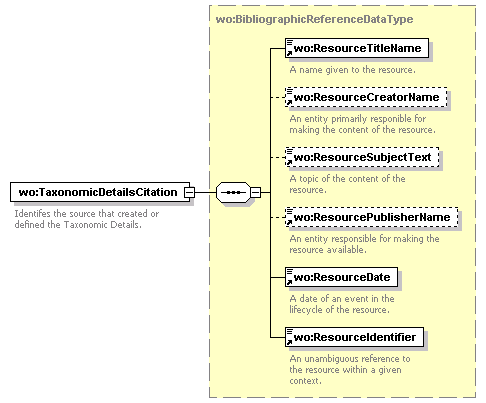 wo:BibliographicReferenceDataType
wo:ResourceTitleName
A name given to the resource.
wo:ResourceCreatorName
An entity primarily responible for
making the content of the resource.
wo:ResourceSubjectText
A topic of the content of the
resource.
wo:TaxonomicDetailsCitation
Identifes the source that created or
defined the Taxonomic Details.
wo:ResourcePublisherName
An entity responsible for making the
resource available.
wo:ResourceDate
A date of an event in the
lifecycle of the resource.
wo:ResourceIdentifier
An unambiguous reference to
the resource within a given
context.